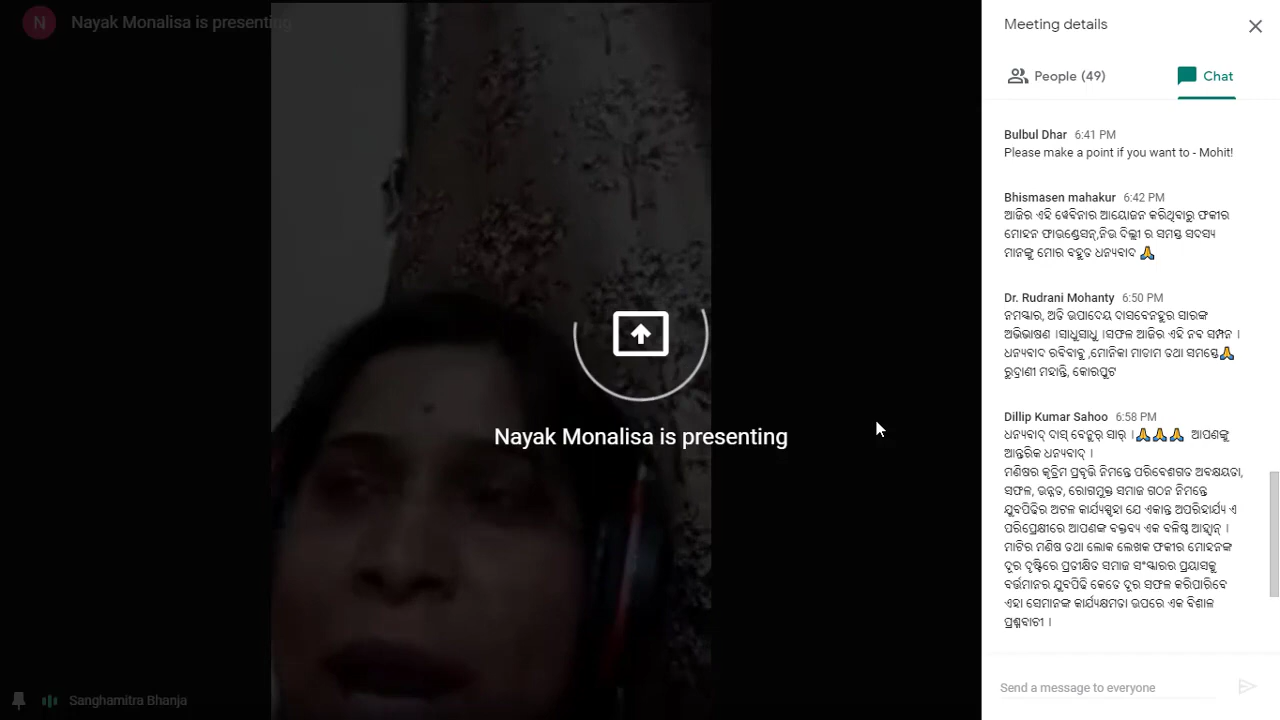 N Nayak Monalisa is presenting
Nayak Monalisa is presenting
Sanghamitra Bhanja
Meeting details
People (49) Chat
Bulbul Dhar 6:41 PM
Please make a point if you want to - Mohit!
Bhismasen mahakur 6:42 PM
ଆଜିର ଏହି ୱେବିନାର ଆୟୋଜନ କରିଥିବାରୁ ଫକୀର
ମୋହନ ଫାଉଣ୍ଡେସନ୍,ନିଉ ଦିଲ୍ଲୀ ର ସମସ୍ତ ସଦସ୍ୟ
ମାନଙ୍କୁ ମୋର ବହୁତ ଧନ୍ୟବାଦ 🙏
Dr. Rudrani Mohanty 6:50 PM
ନମସ୍କାର, ଅତି ଉପାଦେୟ ଦାସବେନହୁର ସାରଙ୍କ
ଅଭିଭାଷଣ ।ସାଧୁସାଧୁ ।ସଫଳ ଆଜିର ଏହି ନବ ସମ୍ପନ ।
ଧନ୍ୟବାଦ ରବିବାବୁ ,ମୋନିକା ମାଡାମ ତଥା ସମସ୍ତେ🙏
ରୁଦ୍ରାଣୀ ମହାନ୍ତି, କୋରାପୁଟ
Dillip Kumar Sahoo 6:58 PM
ଧନ୍ୟବାଦ୍ ଦାସ୍ ବେନୁର୍ ସାର୍ ।🙏🙏🙏 ଆପଣଙ୍କୁ
ଆନ୍ତରିକ ଧନ୍ୟବାଦ୍ ।
ମଣିଷର କୃତ୍ରିମ ପ୍ରବୃତ୍ତି ନିମନ୍ତେ ପରିବେଶଗତ ଅବକ୍ଷୟତା,
ସଫଳ, ଉନ୍ନତ, ରୋଗମୁକ୍ତ ସମାଜ ଗଠନ ନିମନ୍ତେ
ଯୁବପିଢିର ଅଟଳ କାର୍ଯ୍ୟସ୍ପୃହା ଯେ ଏକାନ୍ତ ଅପରିହାର୍ଯ୍ୟ ଏ
ପରିପ୍ରେକ୍ଷୀରେ ଆପଣଙ୍କ ବକ୍ତବ୍ୟ ଏକ ବଳିଷ୍ଠ ଆହ୍ୱାନ୍ ।
ମାଟିର ମଣିଷ ତଥା ଲୋକ ଲେଖକ ଫକୀର ମୋହନଙ୍କ
ଦୂର ଦୃଷ୍ଟିରେ ପ୍ରତୀକ୍ଷିତ ସମାଜ ସଂସ୍କାରର ପ୍ରୟାସକୁ
ବର୍ତ୍ତମାନର ଯୁବପିଢି କେତେ ଦୂର ସଫଳ କରିପାରିବେ
ଏହା ସେମାନଙ୍କ କାର୍ଯ୍ୟକ୍ଷମତା ଉପରେ ଏକ ବିଶାଳ
ପ୍ରଶ୍ନବାଚୀ ।
Send a message to everyone